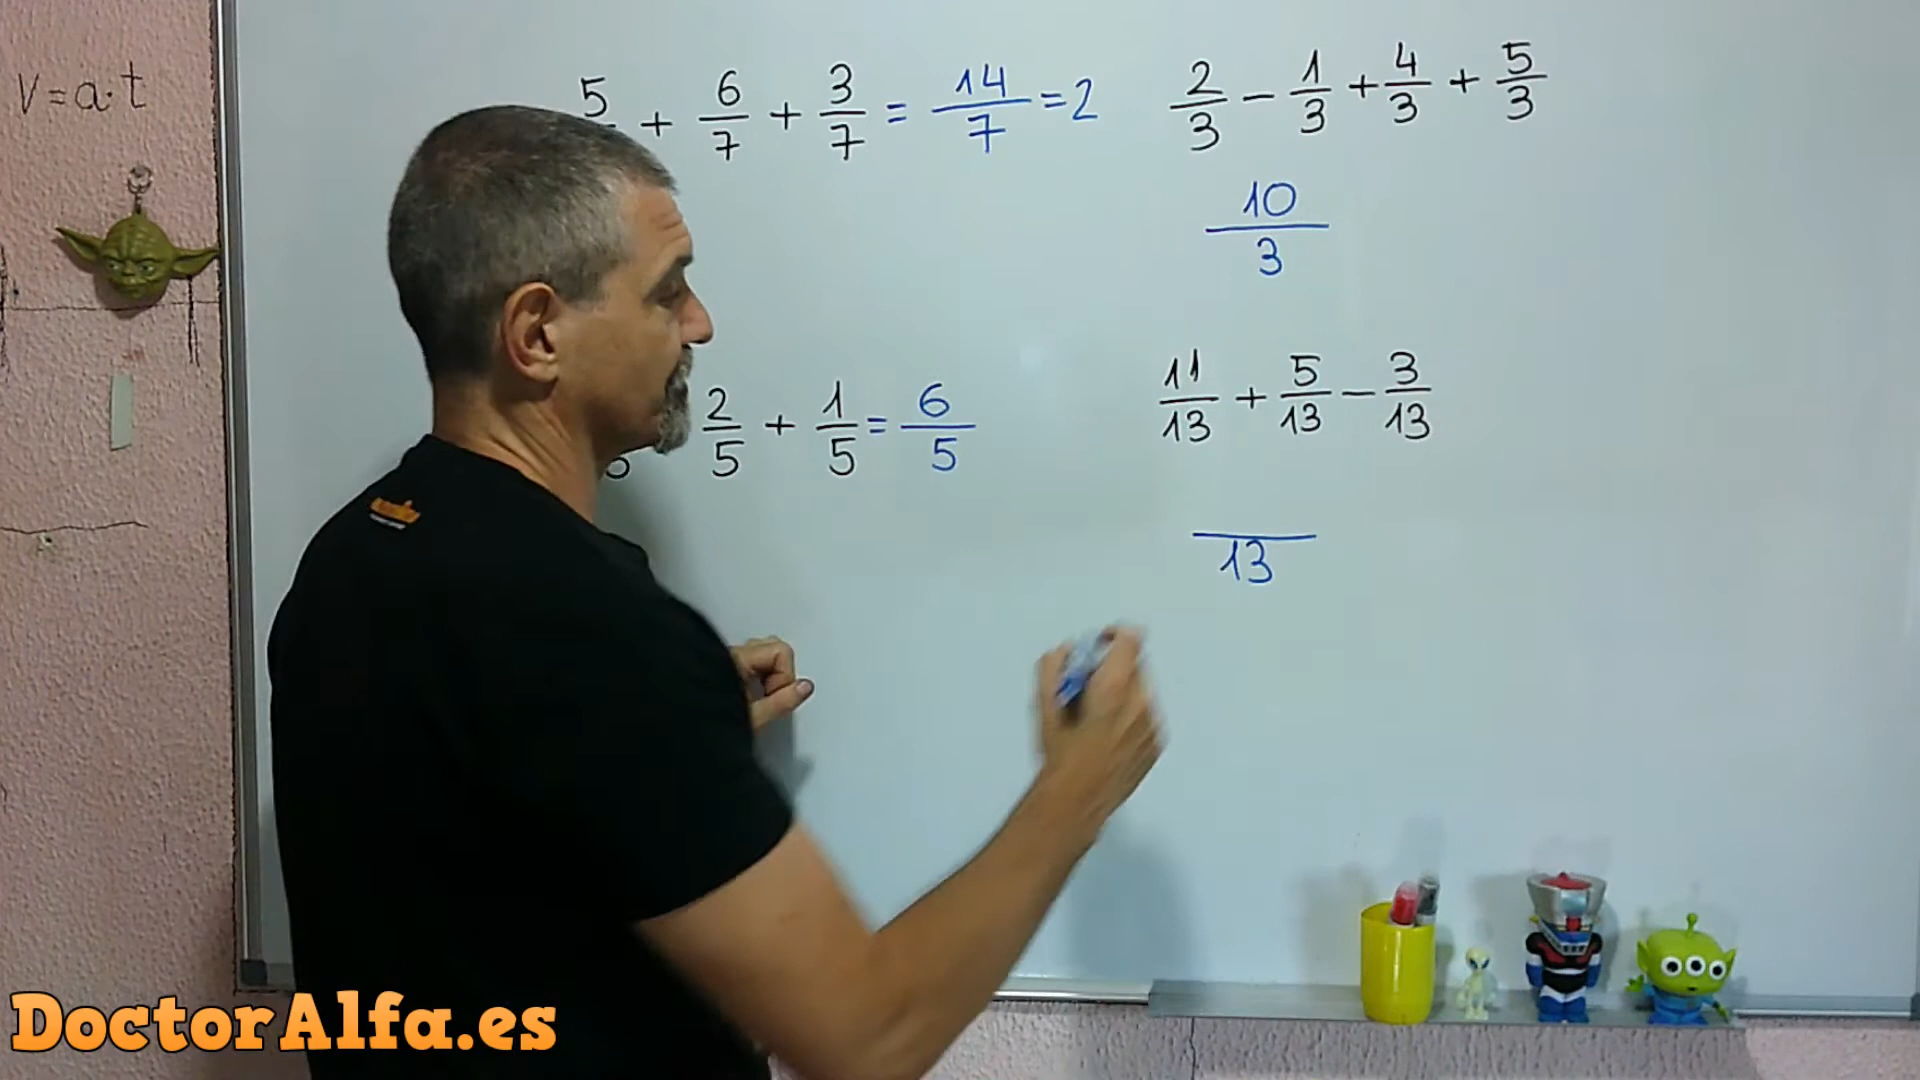 V = a · t
5 + 6/7 + 3/7 = 14/7 = 2
2/3 − 1/3 + 4/3 + 5/3
10/3
2/5 + 1/5 = 6/5
11/13 + 5/13 − 3/13
/13
DoctorAlfa.es